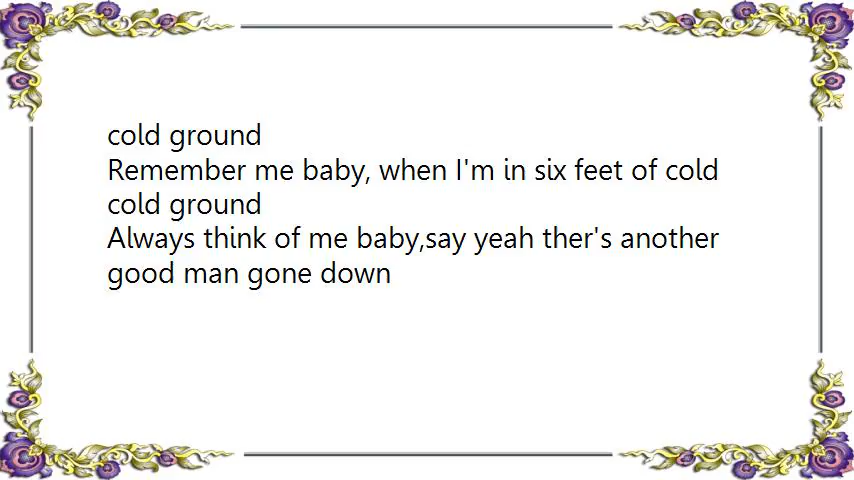 cold ground
Remember me baby, when I'm in six feet of cold
cold ground
Always think of me baby,say yeah ther's another
good man gone down